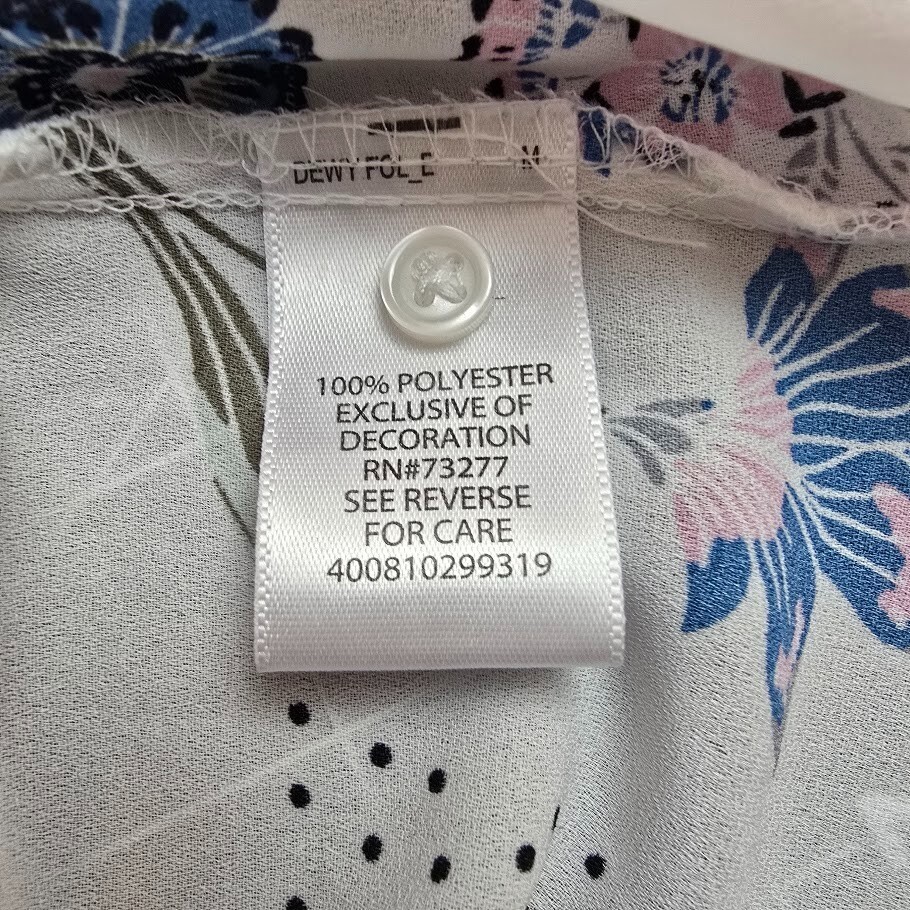 DEWY FOL_E M
100% POLYESTER
EXCLUSIVE OF
DECORATION
RN#73277
SEE REVERSE
FOR CARE
400810299319